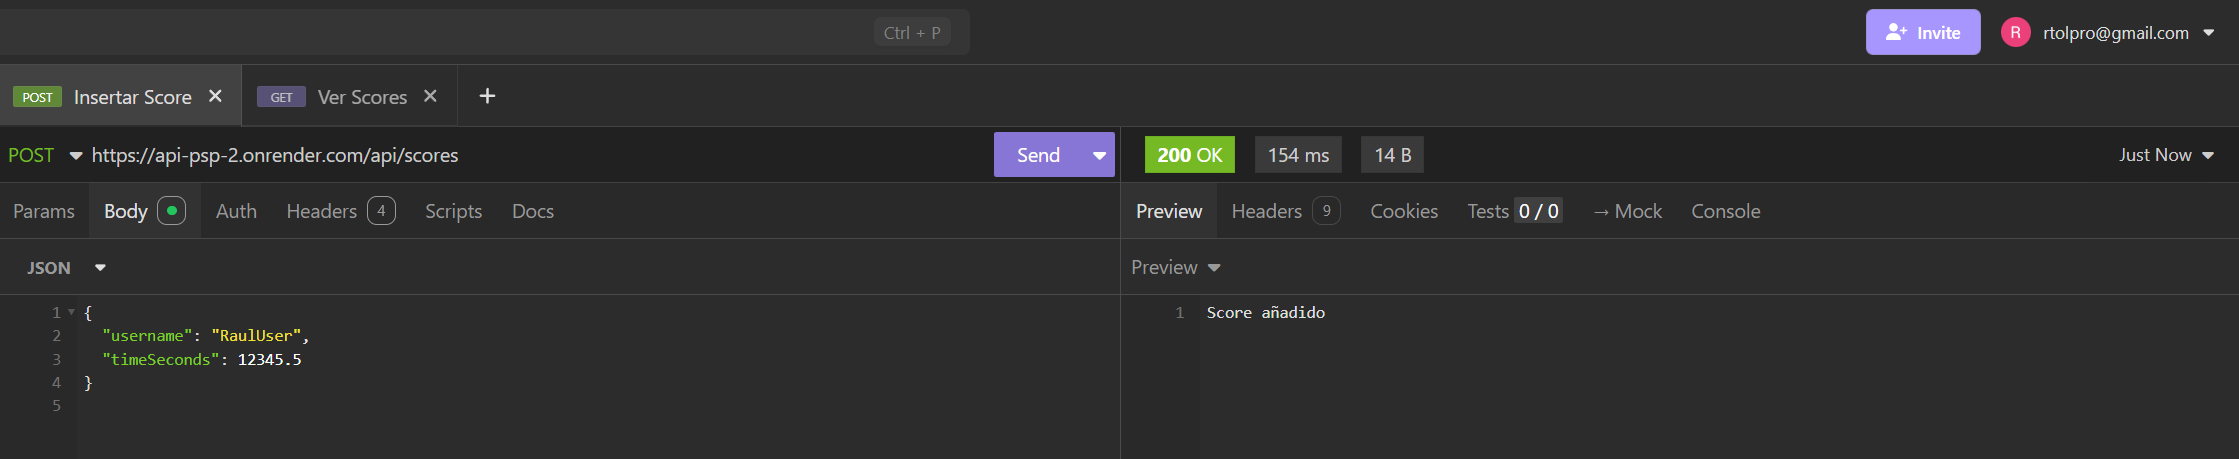 Ctrl + P
Invite
R
rtolpro@gmail.com
POST Insertar Score
GET Ver Scores
POST https://api-psp-2.onrender.com/api/scores
Send
200 OK
154 ms
14 B
Just Now
Params Body Auth Headers 4 Scripts Docs
Preview Headers 9 Cookies Tests 0 / 0 → Mock Console
JSON
Preview
1 {
2 "username": "RaulUser",
3 "timeSeconds": 12345.5
4 }
5
1 Score añadido